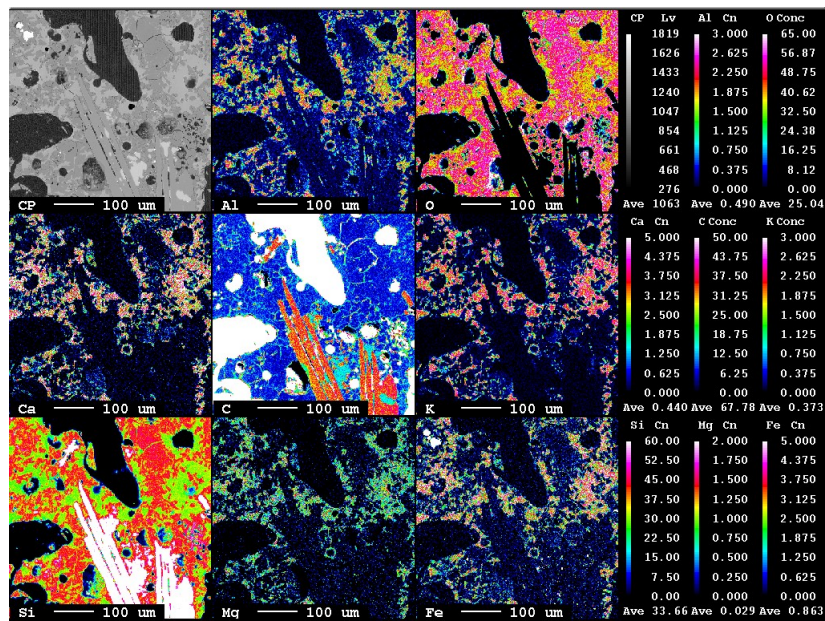 CP Lv Al Cn O Conc
1819 3.000 65.00
1626 2.625 56.87
1433 2.250 48.75
1240 1.875 40.62
1047 1.500 32.50
854 1.125 24.38
661 0.750 16.25
468 0.375 8.12
276 0.000 0.00
CP 100 um Al 100 um O 100 um Ave 1063 Ave 0.490 Ave 25.04
Ca Cn C Conc K Conc
5.000 50.00 3.000
4.375 43.75 2.625
3.750 37.50 2.250
3.125 31.25 1.875
2.500 25.00 1.500
1.875 18.75 1.125
1.250 12.50 0.750
0.625 6.25 0.375
0.000 0.00 0.000
Ca 100 um C 100 um K 100 um Ave 0.440 Ave 67.78 Ave 0.373
Si Cn Mg Cn Fe Cn
60.00 2.000 5.000
52.50 1.750 4.375
45.00 1.500 3.750
37.50 1.250 3.125
30.00 1.000 2.500
22.50 0.750 1.875
15.00 0.500 1.250
7.50 0.250 0.625
0.00 0.000 0.000
Si 100 um Mg 100 um Fe 100 um Ave 33.66 Ave 0.029 Ave 0.863